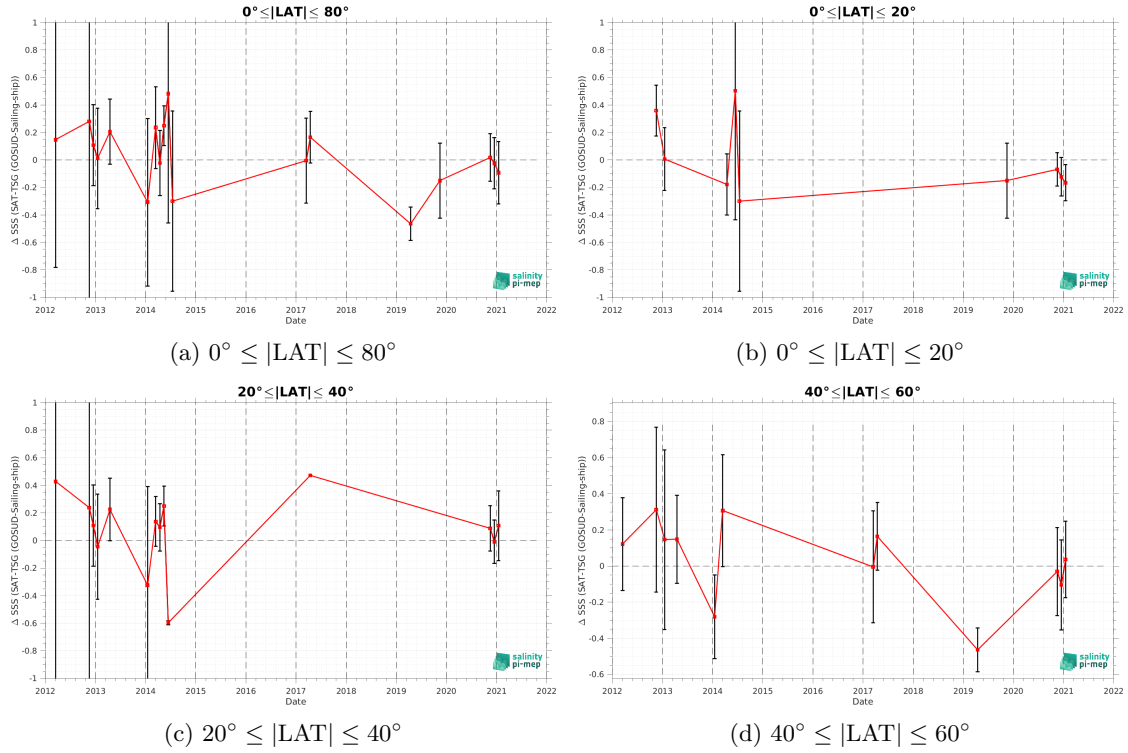 0°≤|LAT|≤ 80°
Δ SSS (SAT-TSG (GOSUD-Sailing-ship))
1
0.8
0.6
0.4
0.2
0
-0.2
-0.4
-0.6
-0.8
-1
2012 2013 2014 2015 2016 2017 2018 2019 2020 2021 2022
Date
salinity
pi-mep
(a) 0° ≤ |LAT| ≤ 80°
0°≤|LAT|≤ 20°
Δ SSS (SAT-TSG (GOSUD-Sailing-ship))
1
0.8
0.6
0.4
0.2
0
-0.2
-0.4
-0.6
-0.8
-1
2012 2013 2014 2015 2016 2017 2018 2019 2020 2021 2022
Date
salinity
pi-mep
(b) 0° ≤ |LAT| ≤ 20°
20°≤|LAT|≤ 40°
Δ SSS (SAT-TSG (GOSUD-Sailing-ship))
1
0.8
0.6
0.4
0.2
0
-0.2
-0.4
-0.6
-0.8
-1
2012 2013 2014 2015 2016 2017 2018 2019 2020 2021 2022
Date
salinity
pi-mep
(c) 20° ≤ |LAT| ≤ 40°
40°≤|LAT|≤ 60°
Δ SSS (SAT-TSG (GOSUD-Sailing-ship))
0.8
0.6
0.4
0.2
0
-0.2
-0.4
-0.6
2012 2013 2014 2015 2016 2017 2018 2019 2020 2021 2022
Date
salinity
pi-mep
(d) 40° ≤ |LAT| ≤ 60°